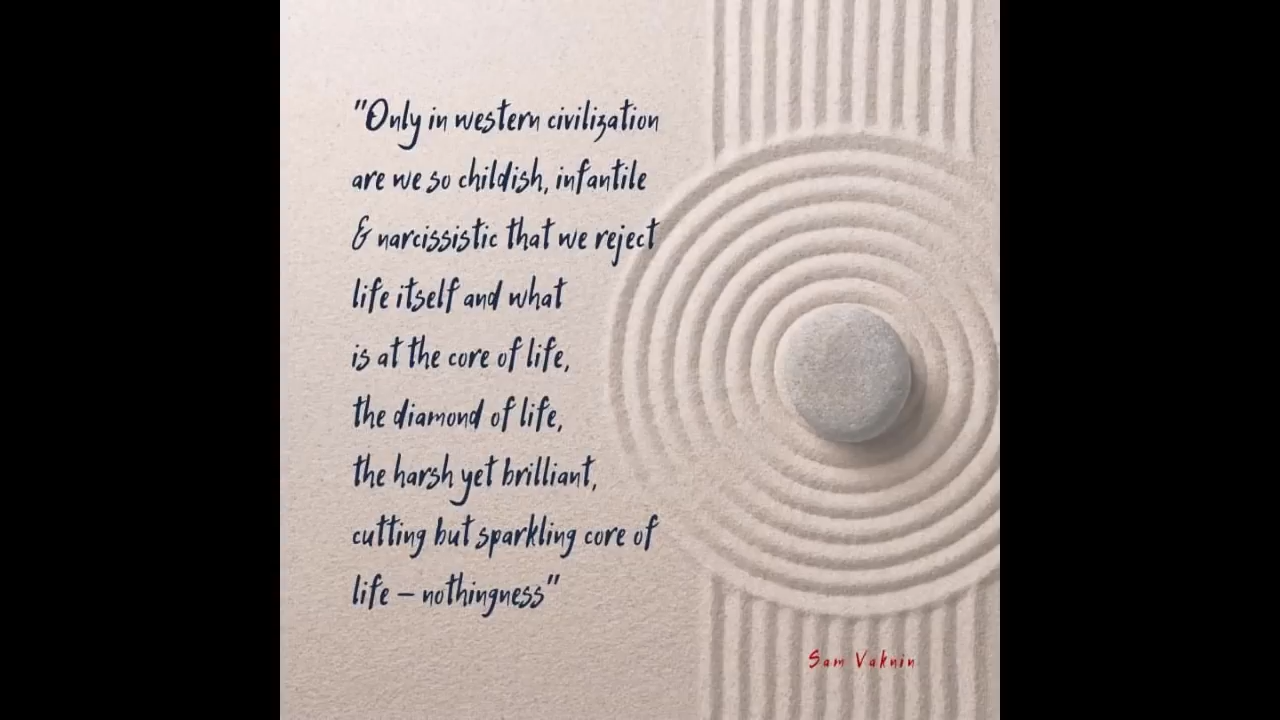 "Only in western civilization
are we so childish, infantile
& narcissistic that we reject
life itself and what
is at the core of life,
the diamond of life,
the harsh yet brilliant,
cutting but sparkling core of
life – nothingness"
Sam Vaknin